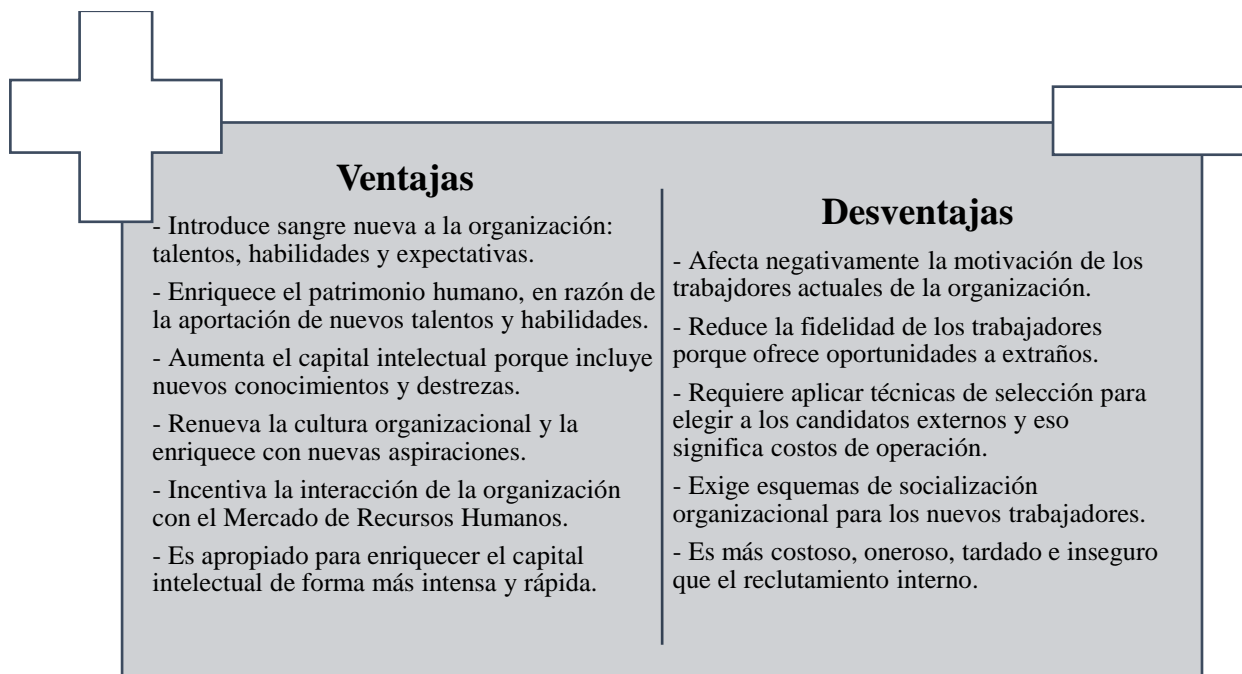 Ventajas
- Introduce sangre nueva a la organización:
talentos, habilidades y expectativas.
- Enriquece el patrimonio humano, en razón de
la aportación de nuevos talentos y habilidades.
- Aumenta el capital intelectual porque incluye
nuevos conocimientos y destrezas.
- Renueva la cultura organizacional y la
enriquece con nuevas aspiraciones.
- Incentiva la interacción de la organización
con el Mercado de Recursos Humanos.
- Es apropiado para enriquecer el capital
intelectual de forma más intensa y rápida.
Desventajas
- Afecta negativamente la motivación de los
trabajdores actuales de la organización.
- Reduce la fidelidad de los trabajadores
porque ofrece oportunidades a extraños.
- Requiere aplicar técnicas de selección para
elegir a los candidatos externos y eso
significa costos de operación.
- Exige esquemas de socialización
organizacional para los nuevos trabajadores.
- Es más costoso, oneroso, tardado e inseguro
que el reclutamiento interno.